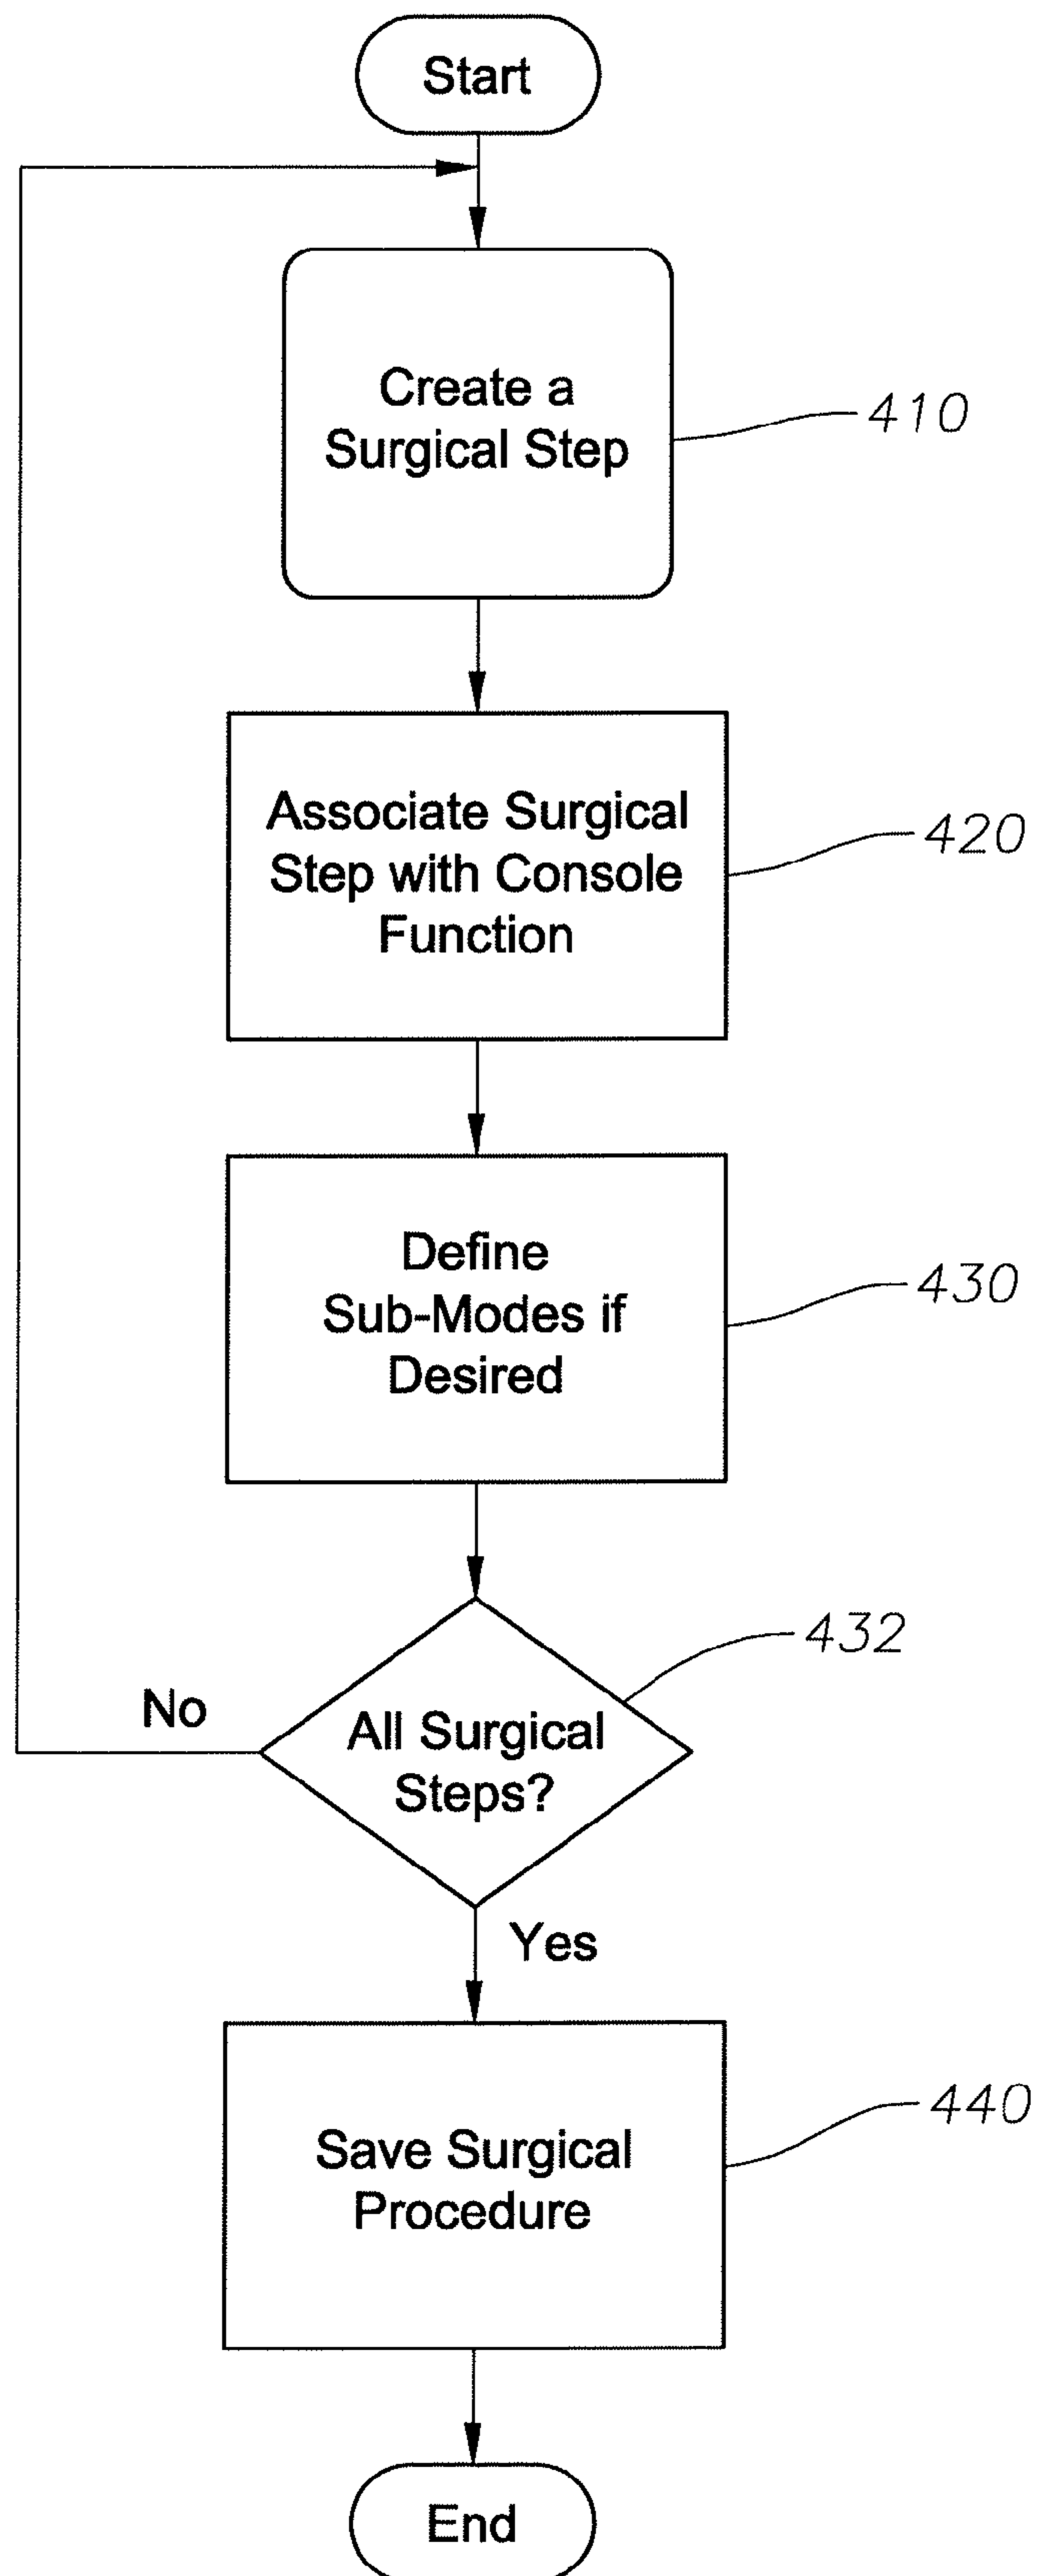 Start
Create a
Surgical Step
410
Associate Surgical
Step with Console
Function
420
Define
Sub-Modes if
Desired
430
432
No
All Surgical
Steps?
Yes
Save Surgical
Procedure
440
End